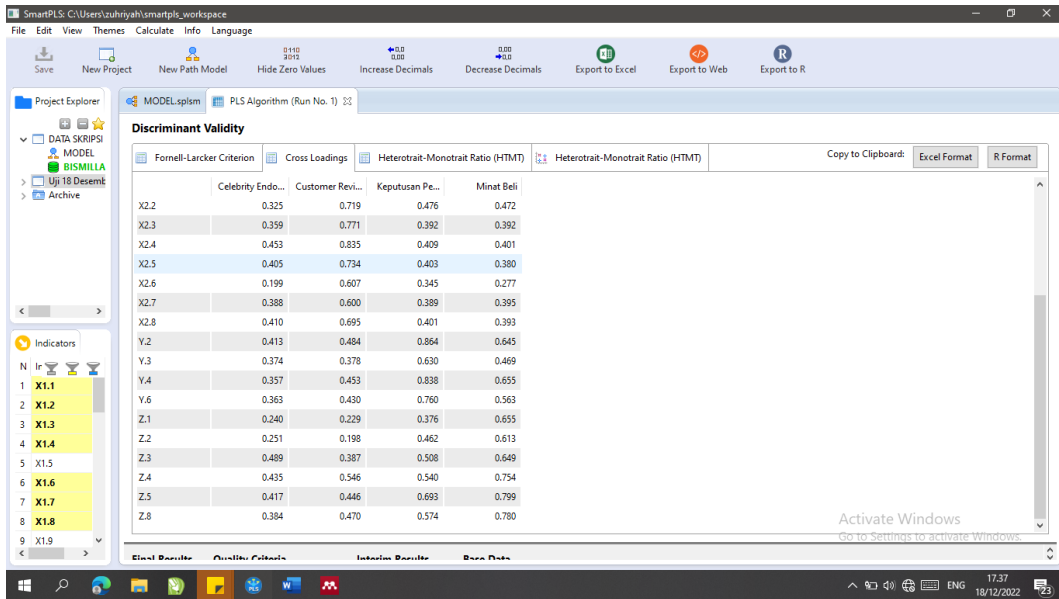 SmartPLS: C:\Users\zuhriyah\smartpls_workspace
File Edit View Themes Calculate Info Language
Save New Project New Path Model Hide Zero Values Increase Decimals Decrease Decimals Export to Excel Export to Web Export to R
Project Explorer
DATA SKRIPSI
MODEL
BISMILLA
Uji 18 Desemb
Archive
Indicators
N Ir
1 X1.1
2 X1.2
3 X1.3
4 X1.4
5 X1.5
6 X1.6
7 X1.7
8 X1.8
9 X1.9
MODEL.splsm PLS Algorithm (Run No. 1)
Discriminant Validity
Fornell-Larcker Criterion Cross Loadings Heterotrait-Monotrait Ratio (HTMT) Heterotrait-Monotrait Ratio (HTMT) Copy to Clipboard: Excel Format R Format
Celebrity Endo... Customer Revi... Keputusan Pe... Minat Beli
X2.2 0.325 0.719 0.476 0.472
X2.3 0.359 0.771 0.392 0.392
X2.4 0.453 0.835 0.409 0.401
X2.5 0.405 0.734 0.403 0.380
X2.6 0.199 0.607 0.345 0.277
X2.7 0.388 0.600 0.389 0.395
X2.8 0.410 0.695 0.401 0.393
Y.2 0.413 0.484 0.864 0.645
Y.3 0.374 0.378 0.630 0.469
Y.4 0.357 0.453 0.838 0.655
Y.6 0.363 0.430 0.760 0.563
Z.1 0.240 0.229 0.376 0.655
Z.2 0.251 0.198 0.462 0.613
Z.3 0.489 0.387 0.508 0.649
Z.4 0.435 0.546 0.540 0.754
Z.5 0.417 0.446 0.693 0.799
Z.8 0.384 0.470 0.574 0.780
Activate Windows
Go to Settings to activate Windows.
Final Results Quality Criteria Interim Results Base Data
ENG 17.37
18/12/2022